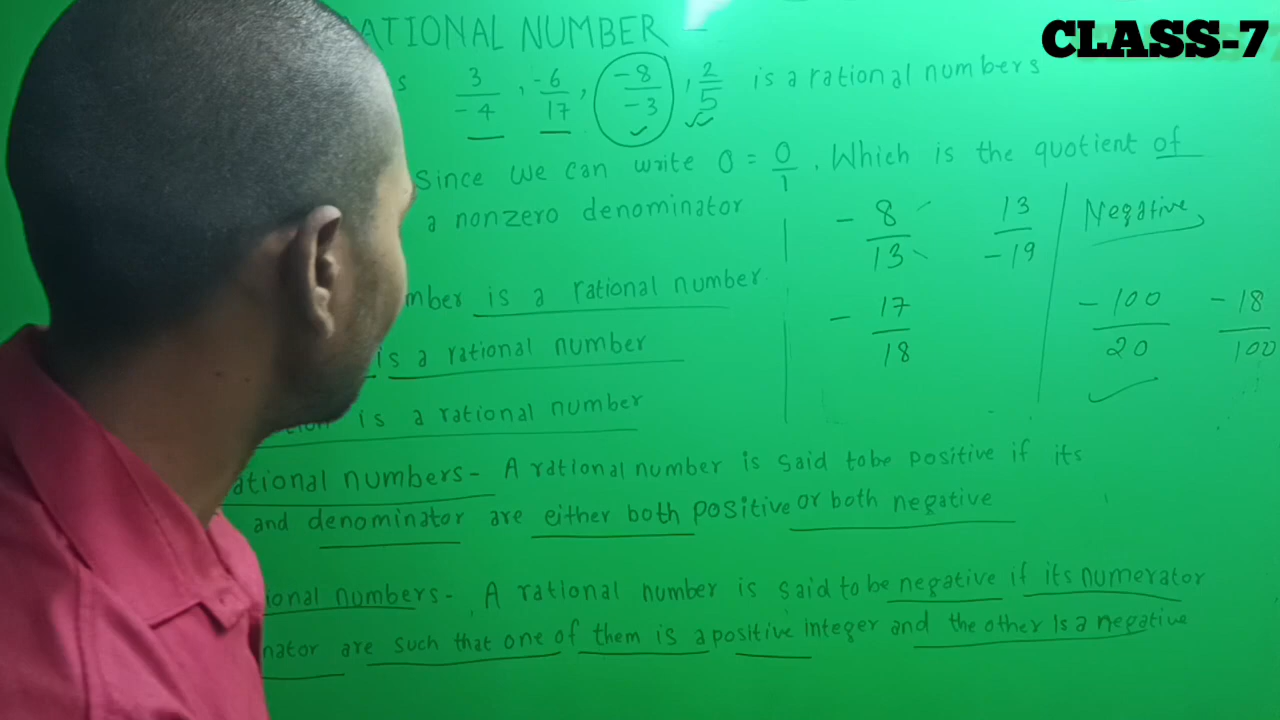 CLASS-7
RATIONAL NUMBER -
s 3/-4 , -6/17 , -8/-3 , 2/5 is a rational numbers
Since we can write 0 = 0/1 . Which is the quotient of
a nonzero denominator
-8/13 13/-19 Negative
is a rational number
-17/18 -100/20 -18/100
is a rational number
is a rational number
ational numbers- A rational number is said tobe positive if its
and denominator are either both positive or both negative
ional numbers- A rational number is said to be negative if its numerator
nator are such that one of them is a positive integer and the other is a negative